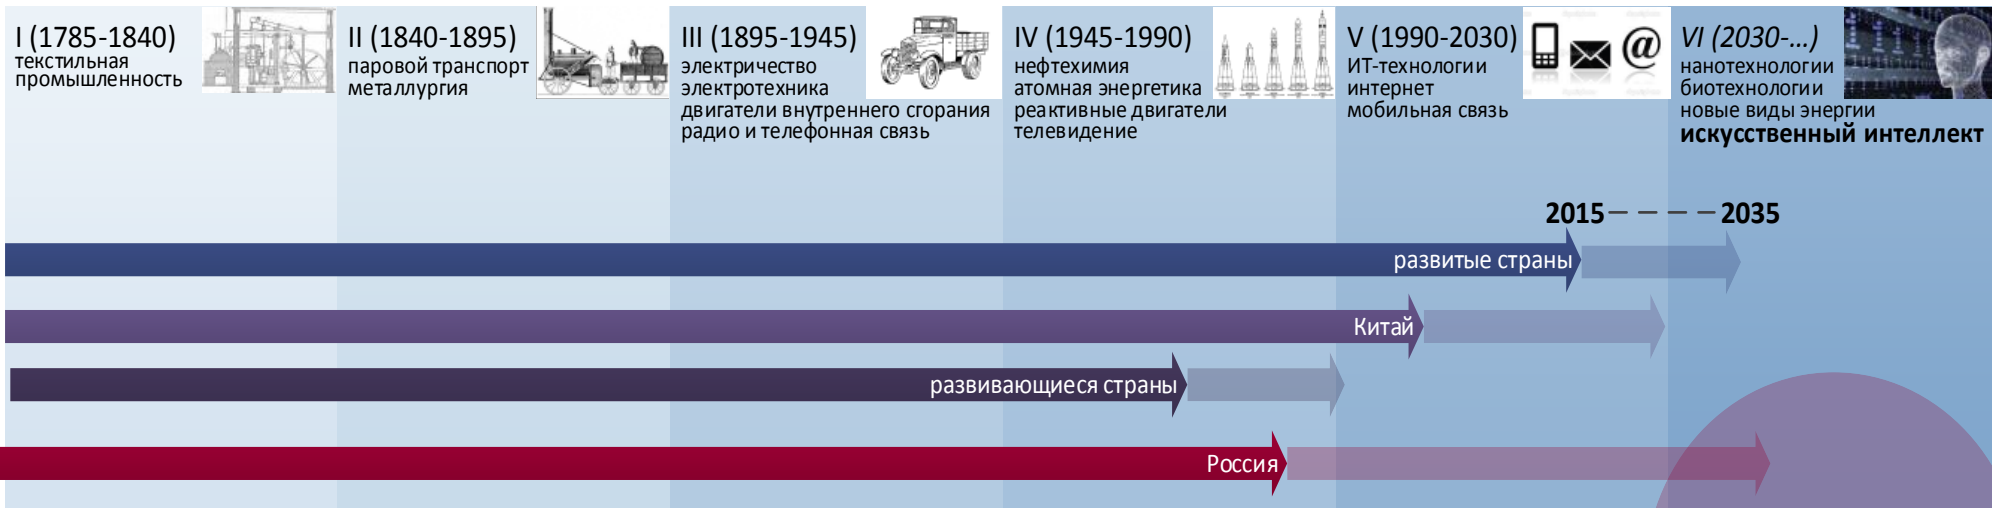 I (1785-1840)
текстильная
промышленность
II (1840-1895)
паровой транспорт
металлургия
III (1895-1945)
электричество
электротехника
двигатели внутреннего сгорания
радио и телефонная связь
IV (1945-1990)
нефтехимия
атомная энергетика
реактивные двигатели
телевидение
V (1990-2030)
ИТ-технологии
интернет
мобильная связь
VI (2030-...)
нанотехнологии
биотехнологии
новые виды энергии
искусственный интеллект
2015 – – – – – 2035
развитые страны
Китай
развивающиеся страны
Россия